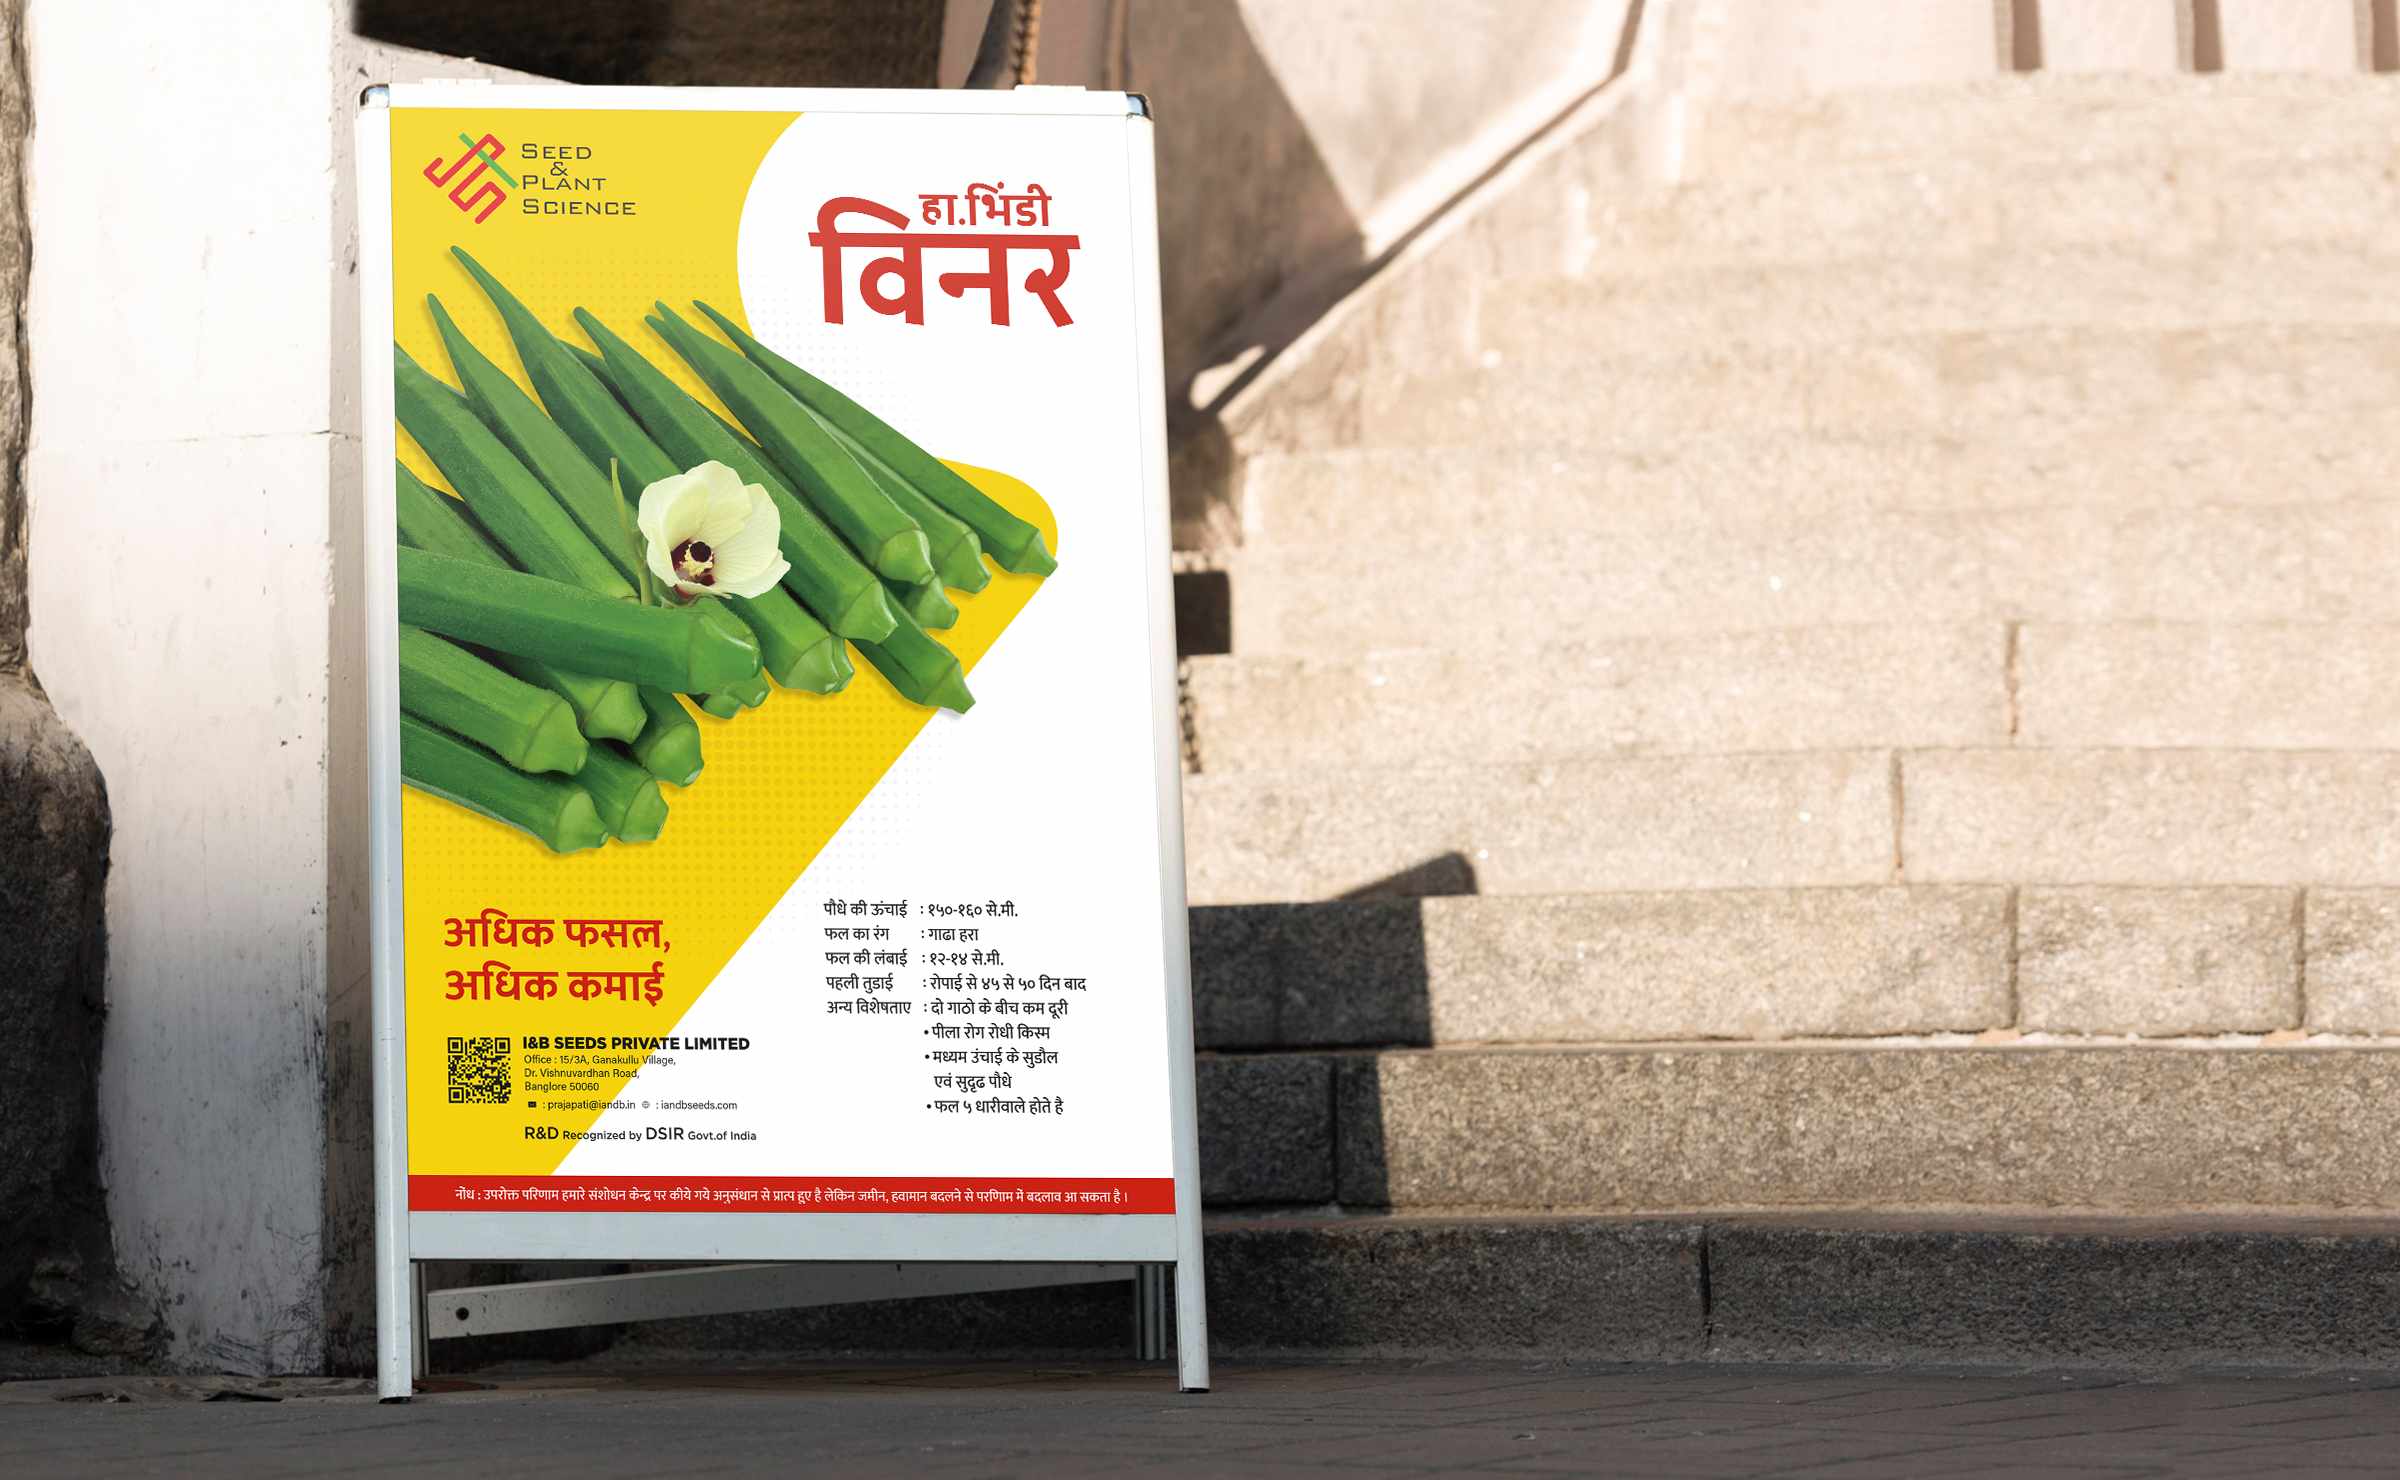 SEED
&
PLANT
SCIENCE
हा.भिंडी
विनर
अधिक फसल,
अधिक कमाई
I&B SEEDS PRIVATE LIMITED
Office : 15/3A, Ganakullu Village,
Dr. Vishnuvardhan Road,
Banglore 50060
: prajapati@iandb.in : iandbseeds.com
R&D Recognized by DSIR Govt.of India
पौधे की ऊंचाई : १५०-१६० से.मी.
फल का रंग : गाढा हरा
फल की लंबाई : १२-१४ से.मी.
पहली तुडाई : रोपाई से ४५ से ५० दिन बाद
अन्य विशेषताए : दो गाठो के बीच कम दूरी
• पीला रोग रोधी किस्म
• मध्यम उंचाई के सुडौल
एवं सुदृढ पौधे
• फल ५ धारीवाले होते है
नोंध : उपरोक्त परिणाम हमारे संशोधन केन्द्र पर कीये गये अनुसंधान से प्राप्त हुए है लेकिन जमीन, हवामान बदलने से परणिाम में बदलाव आ सकता है ।